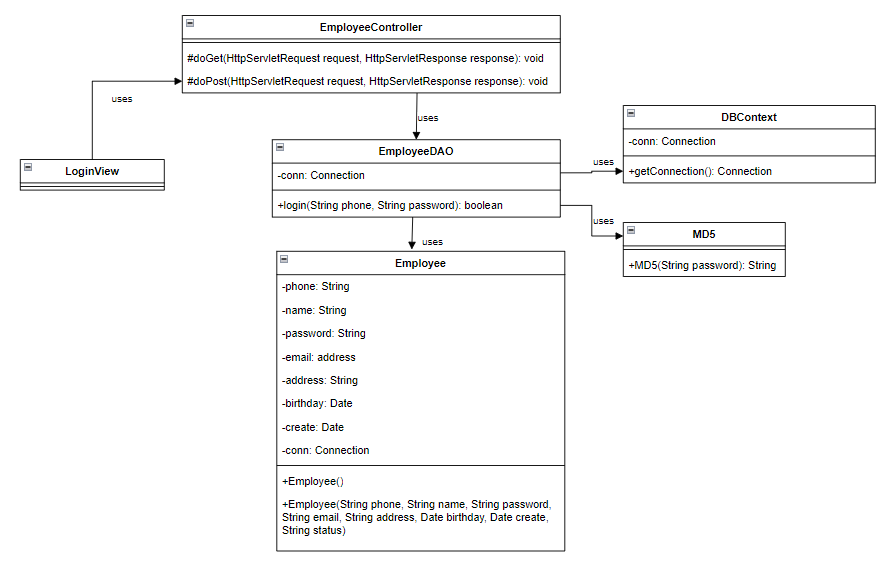 EmployeeController
#doGet(HttpServletRequest request, HttpServletResponse response): void
#doPost(HttpServletRequest request, HttpServletResponse response): void
uses
uses
LoginView
EmployeeDAO
-conn: Connection
+login(String phone, String password): boolean
uses
DBContext
-conn: Connection
+getConnection(): Connection
uses
MD5
+MD5(String password): String
uses
Employee
-phone: String
-name: String
-password: String
-email: address
-address: String
-birthday: Date
-create: Date
-conn: Connection
+Employee()
+Employee(String phone, String name, String password,
String email, String address, Date birthday, Date create,
String status)